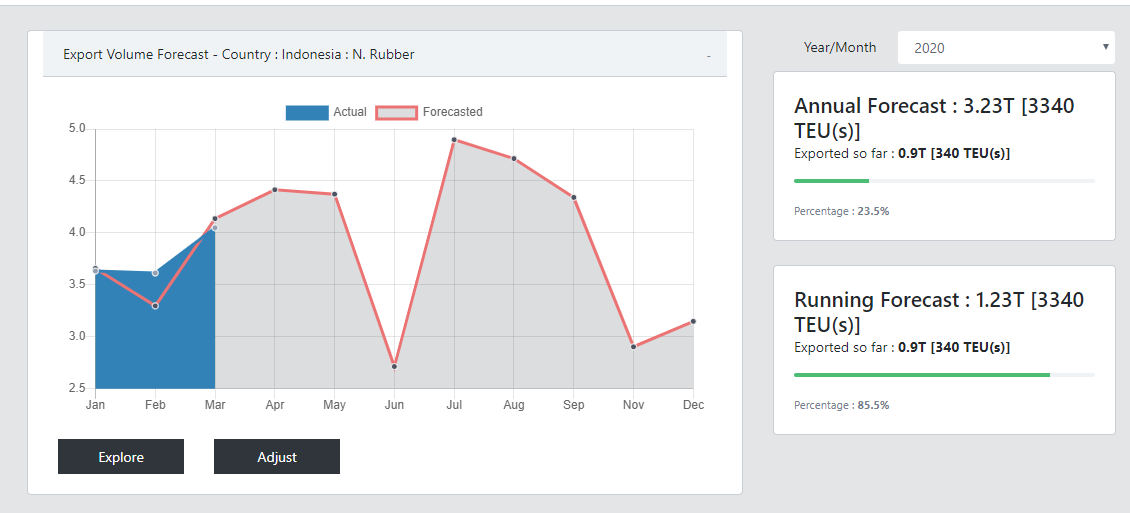 Export Volume Forecast - Country : Indonesia : N. Rubber
-
Actual
Forecasted
5.0
4.5
4.0
3.5
3.0
2.5
Jan Feb Mar Apr May Jun Jul Aug Sep Nov Dec
Explore
Adjust
Year/Month
2020
Annual Forecast : 3.23T [3340
TEU(s)]
Exported so far : 0.9T [340 TEU(s)]
Percentage : 23.5%
Running Forecast : 1.23T [3340
TEU(s)]
Exported so far : 0.9T [340 TEU(s)]
Percentage : 85.5%